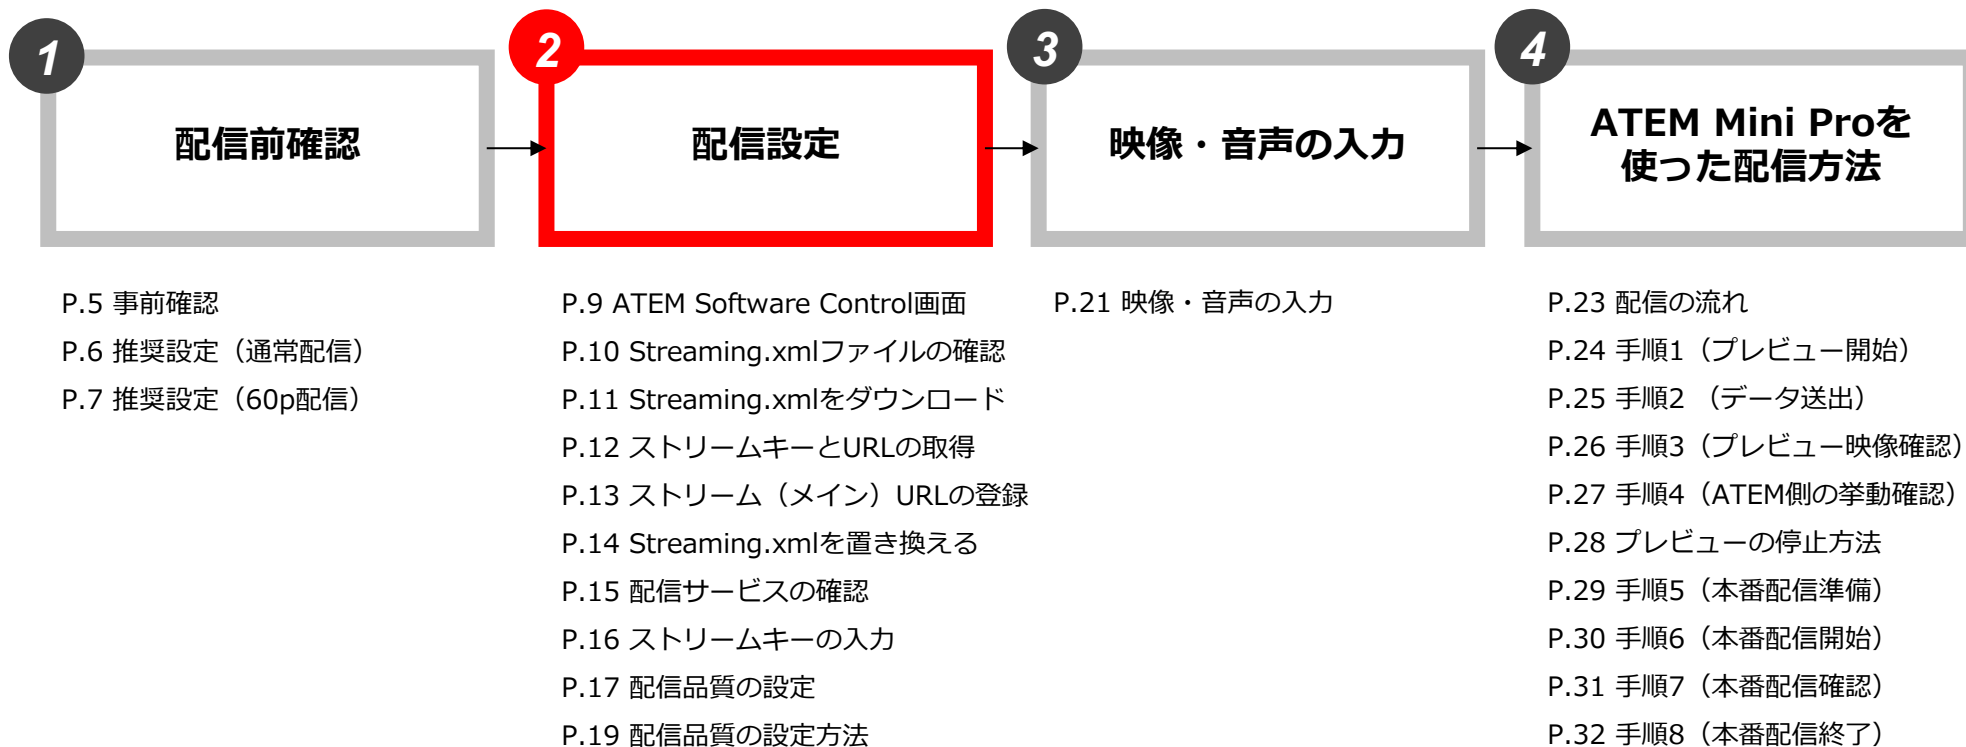 1
配信前確認
P.5 事前確認
P.6 推奨設定（通常配信）
P.7 推奨設定（60p配信）
2
配信設定
P.9 ATEM Software Control画面
P.10 Streaming.xmlファイルの確認
P.11 Streaming.xmlをダウンロード
P.12 ストリームキーとURLの取得
P.13 ストリーム（メイン）URLの登録
P.14 Streaming.xmlを置き換える
P.15 配信サービスの確認
P.16 ストリームキーの入力
P.17 配信品質の設定
P.19 配信品質の設定方法
3
映像・音声の入力
P.21 映像・音声の入力
4
ATEM Mini Proを
使った配信方法
P.23 配信の流れ
P.24 手順1（プレビュー開始）
P.25 手順2 （データ送出）
P.26 手順3（プレビュー映像確認）
P.27 手順4（ATEM側の挙動確認）
P.28 プレビューの停止方法
P.29 手順5（本番配信準備）
P.30 手順6（本番配信開始）
P.31 手順7（本番配信確認）
P.32 手順8（本番配信終了）